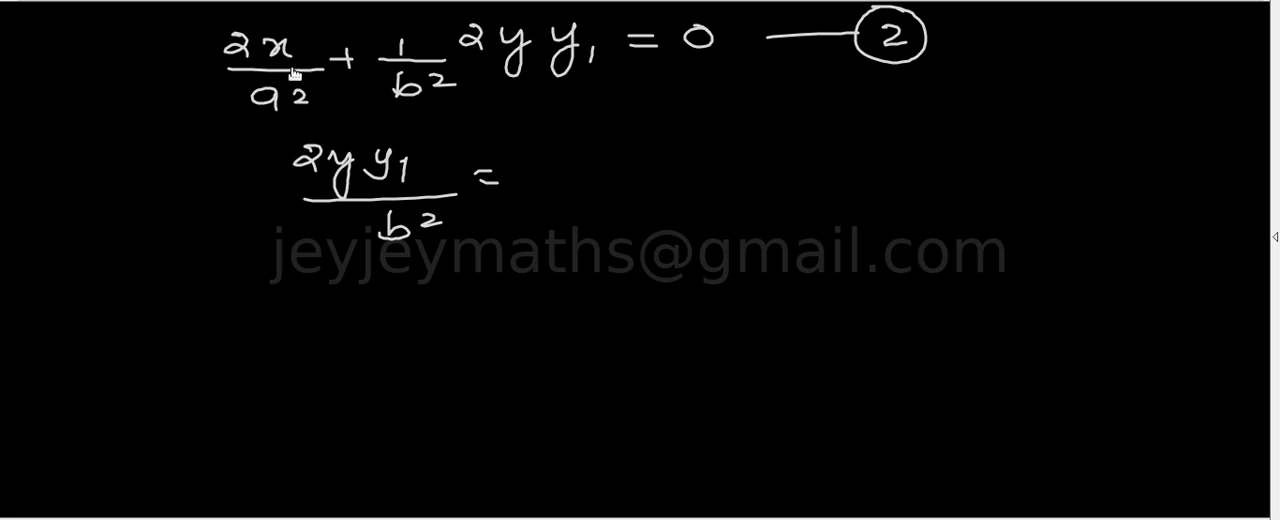 2x/a² + 1/b² 2y y₁ = 0 —— ②
2y y₁/b² =
jeyjeymaths@gmail.com